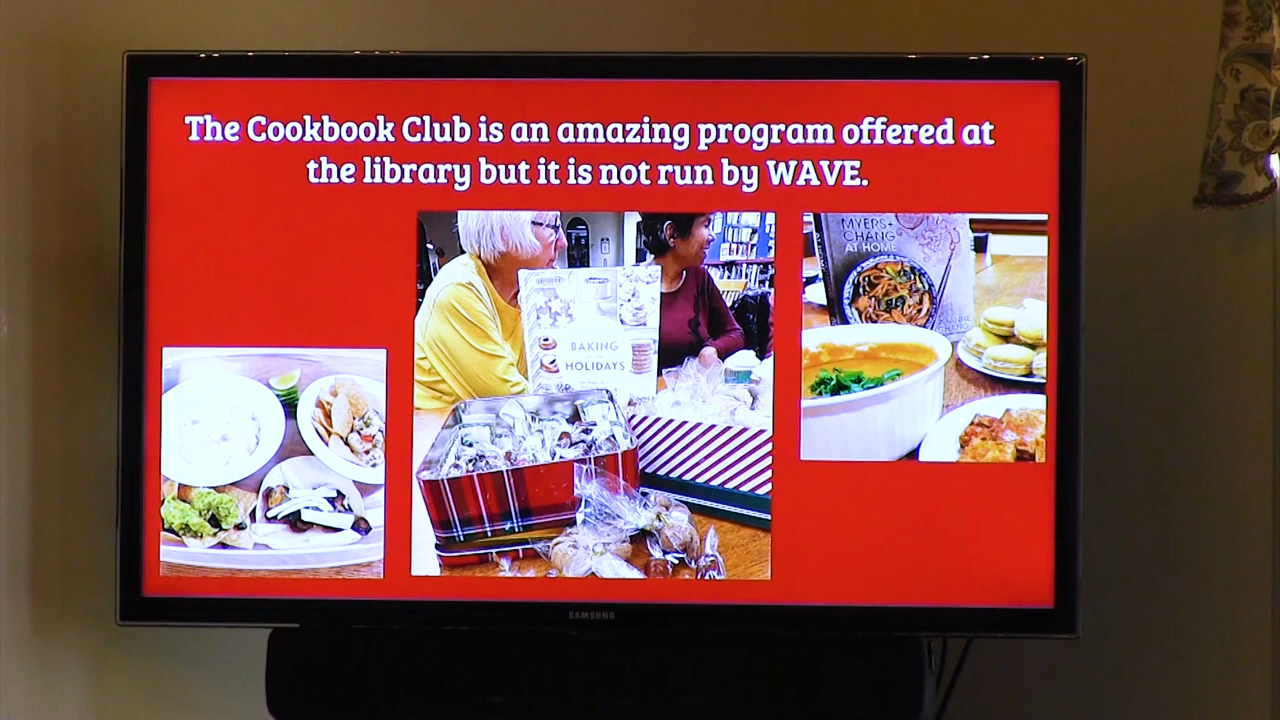 The Cookbook Club is an amazing program offered at
the library but it is not run by WAVE.
MYERS+
CHANG
AT HOME
BAKING
HOLIDAYS
CHANG
SAMSUNG